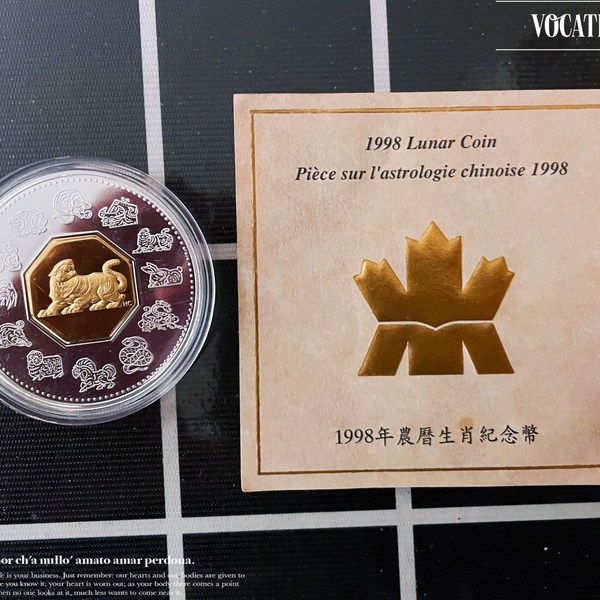 VOCATI
1998 Lunar Coin
Pièce sur l'astrologie chinoise 1998
1998年農曆生肖紀念幣
HC
or ch'a nullo' amato amar perdona.
e is your business. Just remember: our hearts and our bodies are given to
e you know it, your heart is worn out; as your body there comes a point
hen no one looks at it, much less wants to come near it.